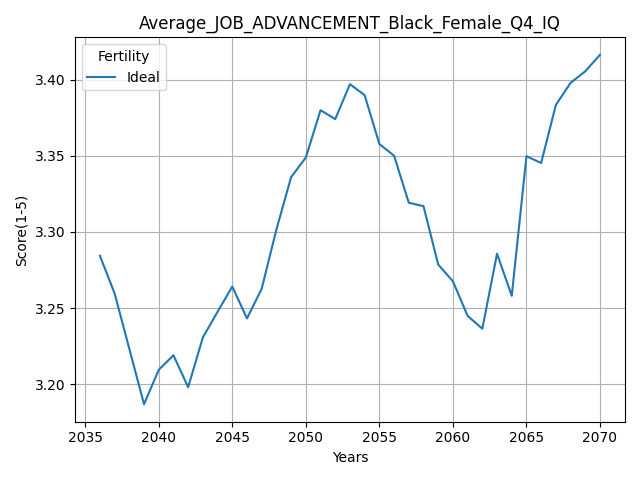 Average_JOB_ADVANCEMENT_Black_Female_Q4_IQ
Fertility
Ideal
Score(1-5)
3.40
3.35
3.30
3.25
3.20
2035 2040 2045 2050 2055 2060 2065 2070
Years